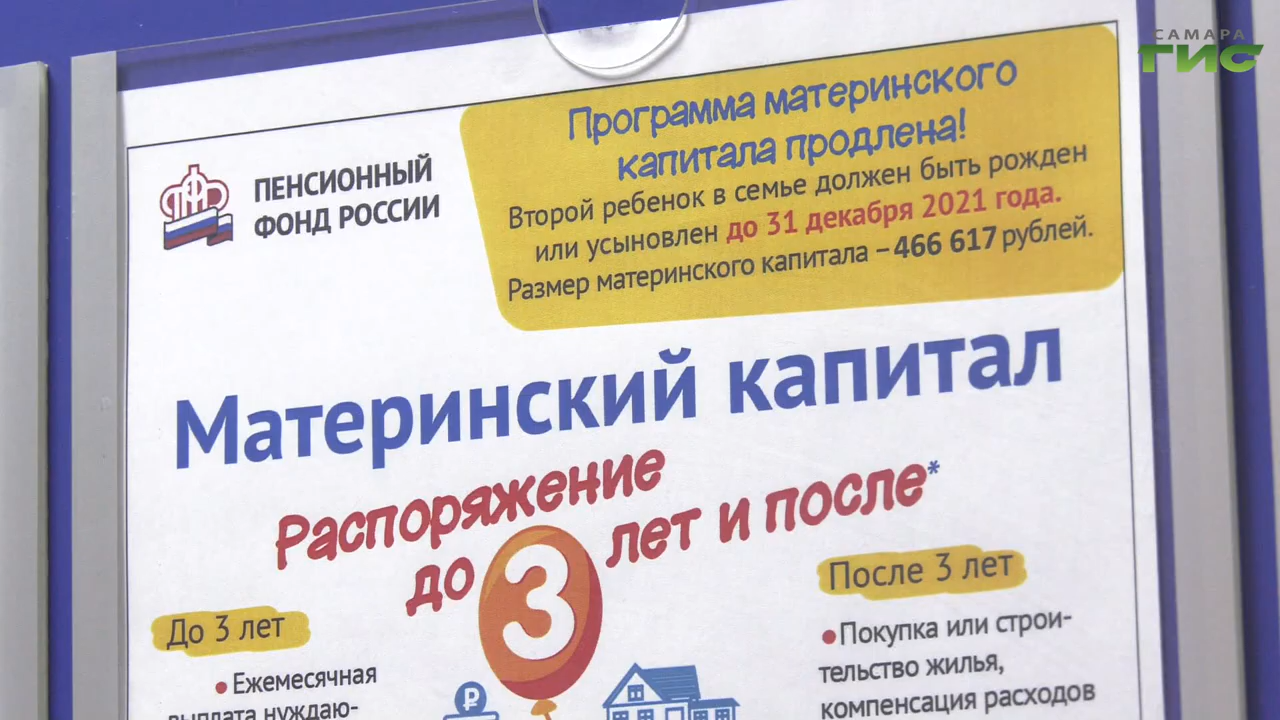 САМАРА
ГИС
Программа материнского
капитала продлена!
Второй ребенок в семье должен быть рожден
или усыновлен до 31 декабря 2021 года.
Размер материнского капитала – 466 617 рублей.
ПЕНСИОННЫЙ
ФОНД РОССИИ
Материнский капитал
Распоряжение
до 3 лет и после*
До 3 лет
• Ежемесячная
выплата нуждаю-
После 3 лет
• Покупка или строи-
тельство жилья,
компенсация расходов